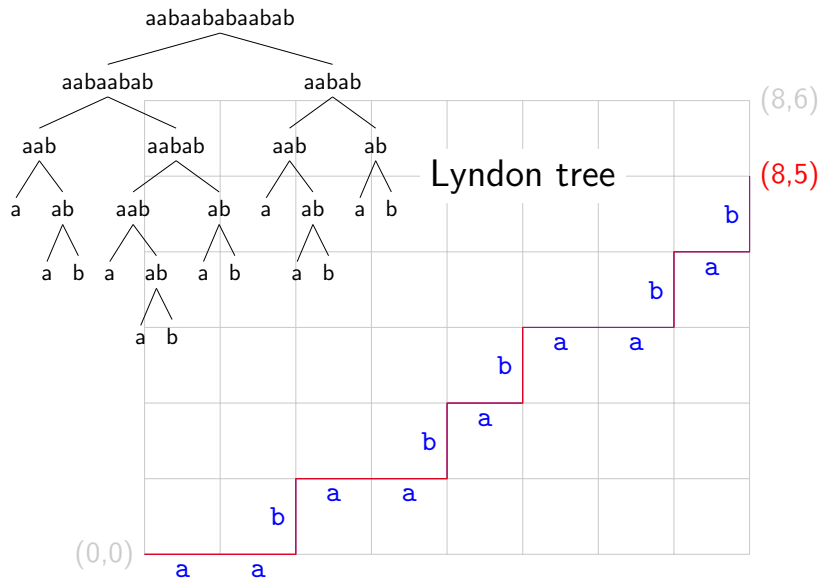 aabaababaabab
aabaabab aabab
(8,6)
aab aabab aab ab
Lyndon tree (8,5)
a ab aab ab a ab a b b
a b a ab a b a b a
b
a b a a
b
a
b
a a
b
(0,0)
a a